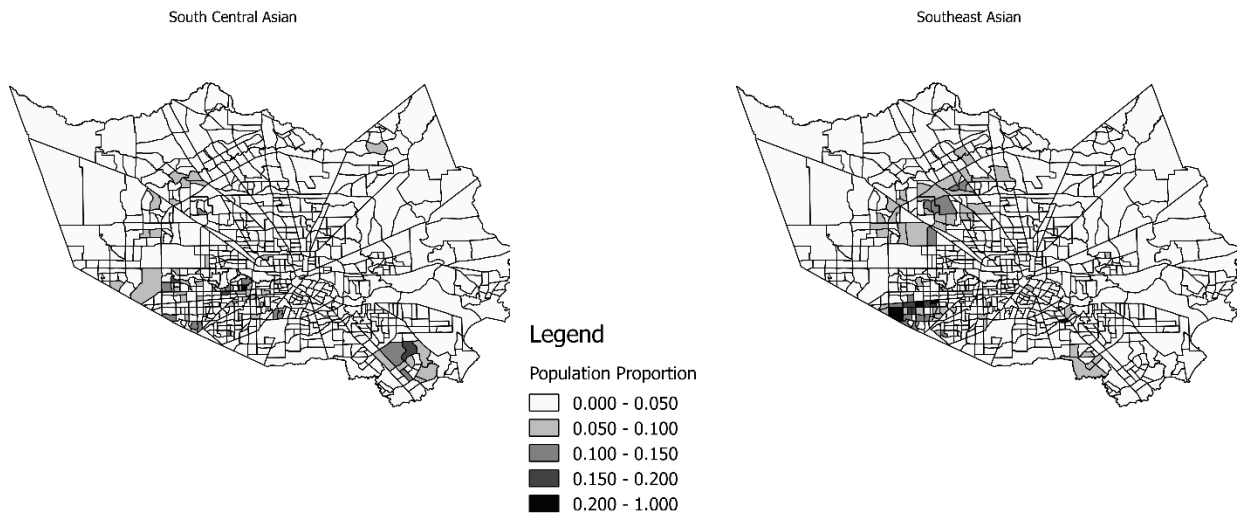 South Central Asian
Southeast Asian
Legend
Population Proportion
0.000 - 0.050
0.050 - 0.100
0.100 - 0.150
0.150 - 0.200
0.200 - 1.000